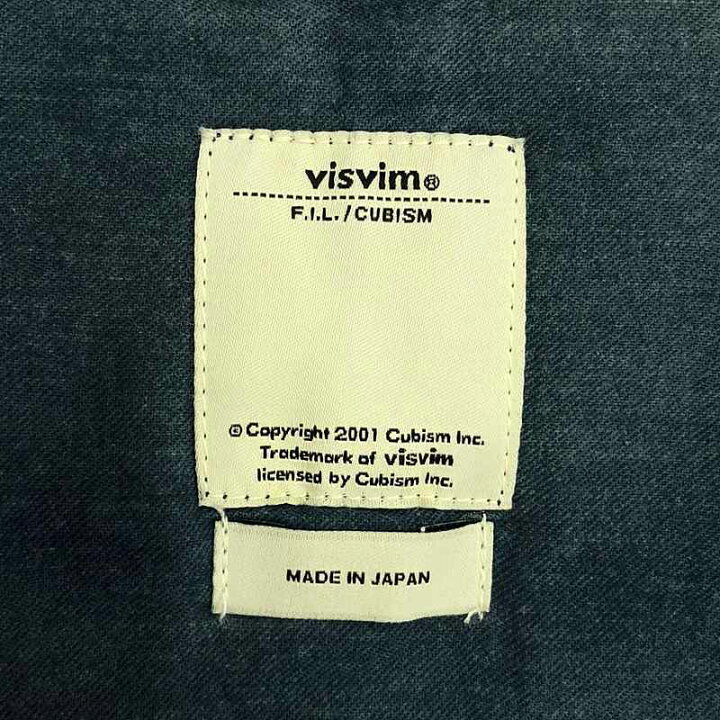 visvim®
F.I.L./CUBISM
© Copyright 2001 Cubism Inc.
Trademark of visvim
licensed by Cubism Inc.
MADE IN JAPAN